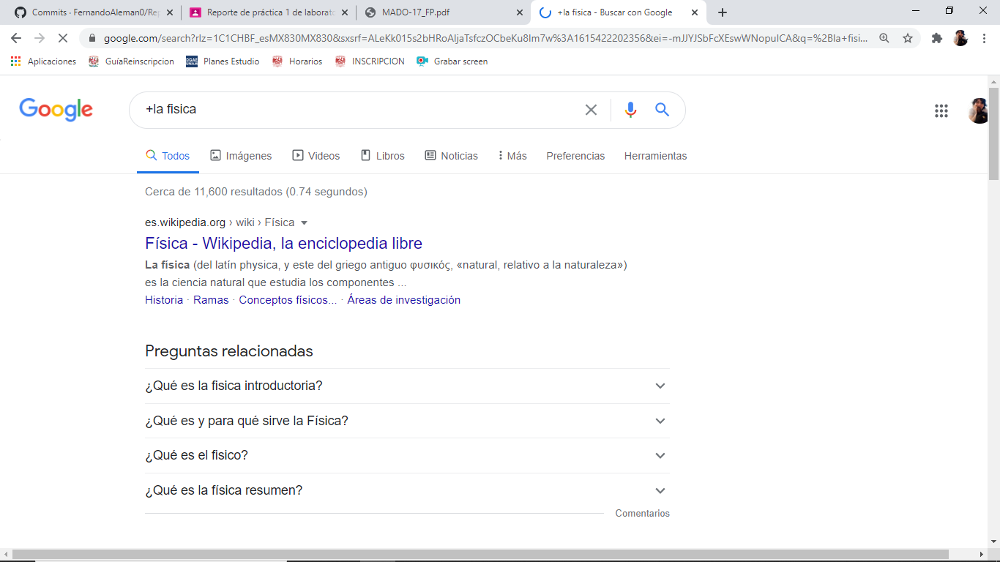 Commits · FernandoAleman0/Rep
Reporte de práctica 1 de laborato
MADO-17_FP.pdf
+la fisica - Buscar con Google
google.com/search?rlz=1C1CHBF_esMX830MX830&sxsrf=ALeKk015s2bHRoAljaTsfczOCbeKu8Im7w%3A1615422202356&ei=-mJJYJSbFcXEswWNopuICA&q=%2Bla+fisi...
Aplicaciones
GuíaReinscripcion
Planes Estudio
Horarios
INSCRIPCION
Grabar screen
Google
+la fisica
Todos
Imágenes
Videos
Libros
Noticias
Más
Preferencias
Herramientas
Cerca de 11,600 resultados (0.74 segundos)
es.wikipedia.org › wiki › Física
Física - Wikipedia, la enciclopedia libre
La física (del latín physica, y este del griego antiguo φυσικός, «natural, relativo a la naturaleza»)
es la ciencia natural que estudia los componentes ...
Historia · Ramas · Conceptos físicos... · Áreas de investigación
Preguntas relacionadas
¿Qué es la fisica introductoria?
¿Qué es y para qué sirve la Física?
¿Qué es el fisico?
¿Qué es la física resumen?
Comentarios